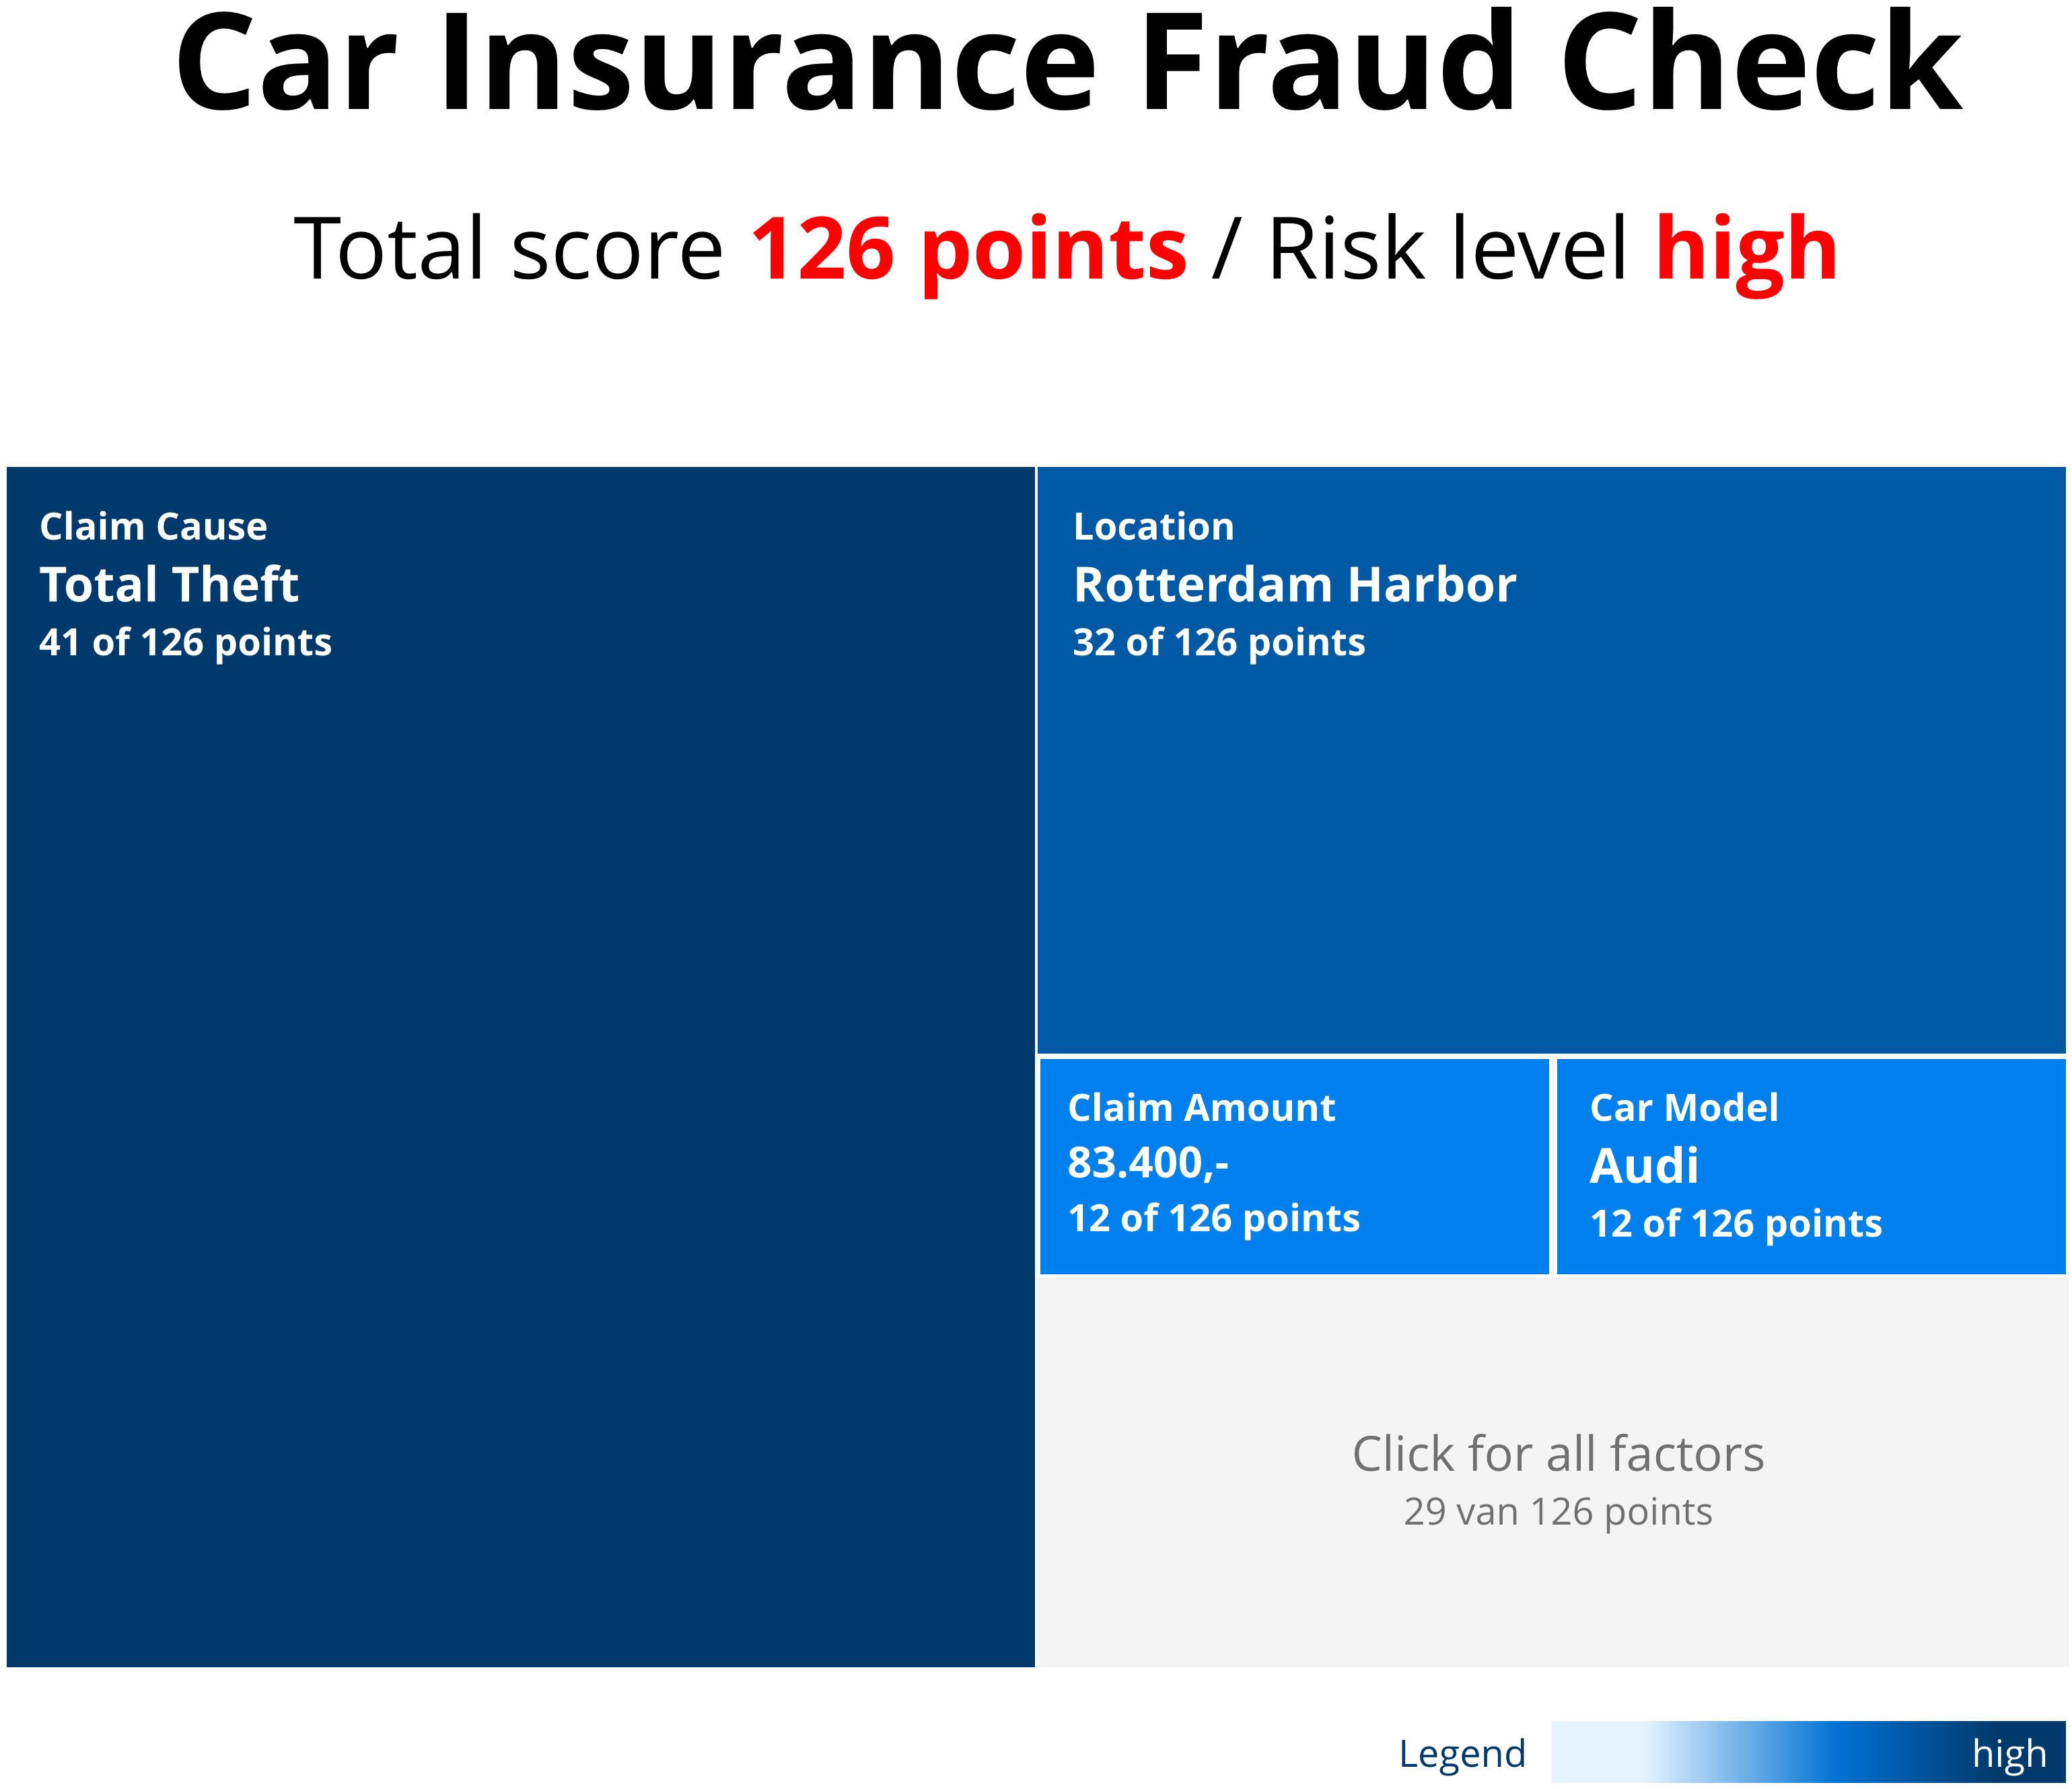 Car Insurance Fraud Check
Total score 126 points / Risk level high
Claim Cause
Total Theft
41 of 126 points
Location
Rotterdam Harbor
32 of 126 points
Claim Amount
83.400,-
12 of 126 points
Car Model
Audi
12 of 126 points
Click for all factors
29 van 126 points
Legend
high